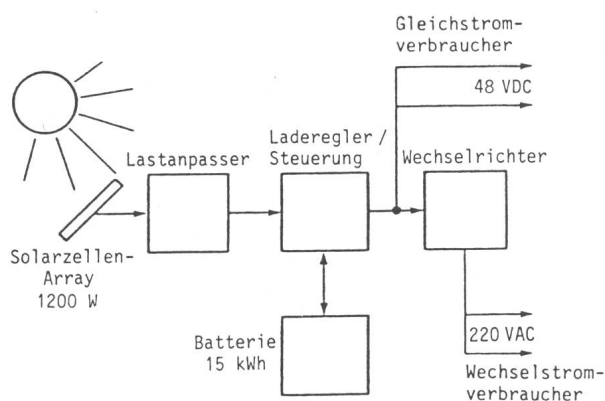 Gleichstrom-
verbraucher
48 VDC
Laderegler /
Steuerung
Wechselrichter
Lastanpasser
Solarzellen-
Array
1200 W
Batterie
15 kWh
220 VAC
Wechselstrom-
verbraucher